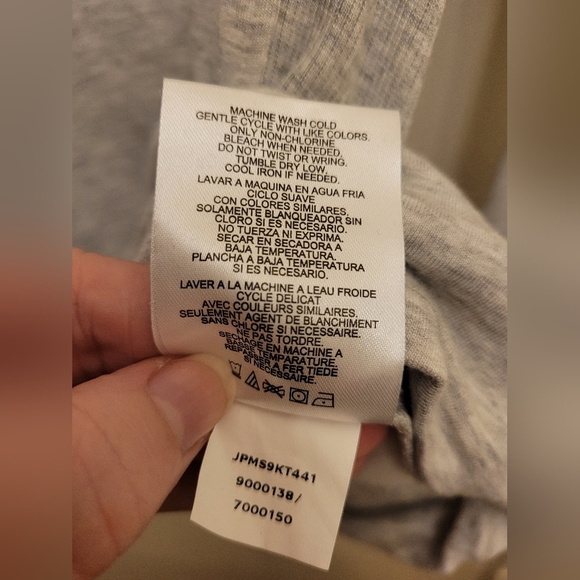 MACHINE WASH COLD
GENTLE CYCLE WITH LIKE COLORS.
ONLY NON-CHLORINE
BLEACH WHEN NEEDED.
DO NOT TWIST OR WRING.
TUMBLE DRY LOW.
COOL IRON IF NEEDED.
LAVAR A MAQUINA EN AGUA FRIA
CICLO SUAVE
CON COLORES SIMILARES.
SOLAMENTE BLANQUEADOR SIN
CLORO SI ES NECESARIO.
NO TUERZA NI EXPRIMA.
SECAR EN SECADORA A
BAJA TEMPERATURA.
PLANCHA A BAJA TEMPERATURA
SI ES NECESARIO.
LAVER A LA MACHINE A LEAU FROIDE
CYCLE DELICAT
AVEC COULEURS SIMILAIRES.
SEULEMENT AGENT DE BLANCHIMENT
SANS CHLORE SI NECESSAIRE.
NE PAS TORDRE.
SECHAGE EN MACHINE A
BASSE TEMPARATURE
REPASSER A FER TIEDE
SI NECESSAIRE.
JPMS9KT441
9000138/
7000150